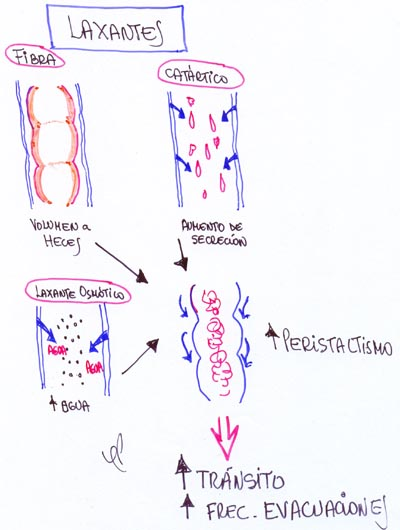 LAXANTES
FIBRA
CATÁRTICO
VOLUMEN a
HECES
AUMENTO DE
SECRECIÓN
LAXANTE OSMÓTICO
AGUA
AGUA
↑ AGUA
↑ PERISTALTISMO
↑ TRÁNSITO
↑ FREC. EVACUACIONES